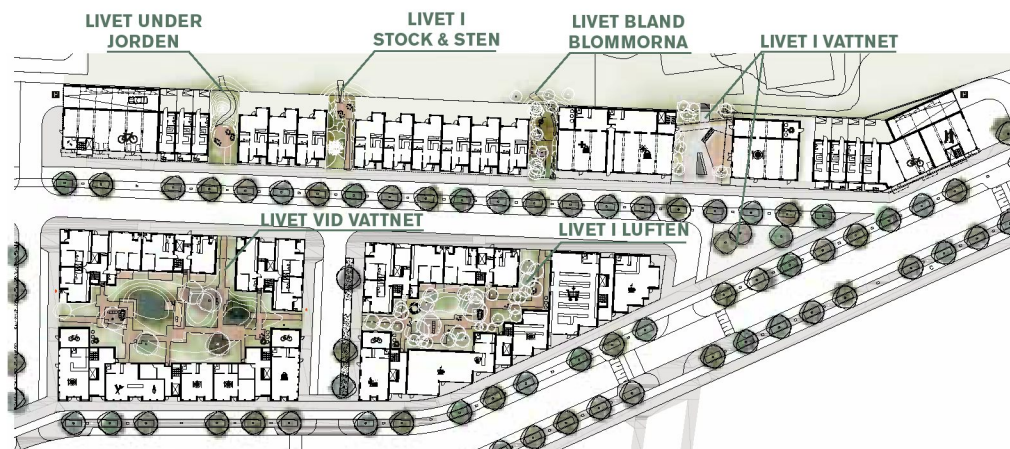 LIVET UNDER
JORDEN
LIVET I
STOCK & STEN
LIVET BLAND
BLOMMORNA
LIVET I VATTNET
LIVET VID VATTNET
LIVET I LUFTEN